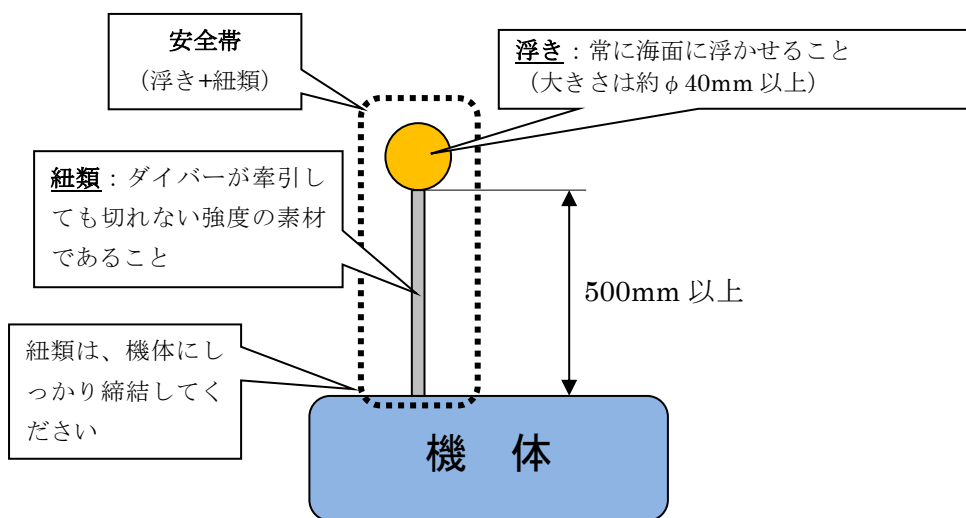 安全帯
（浮き+紐類）
浮き：常に海面に浮かせること
（大きさは約φ40mm 以上）
紐類：ダイバーが牽引し
ても切れない強度の素材
であること
500mm 以上
紐類は、機体にし
っかり締結してく
ださい
機　体